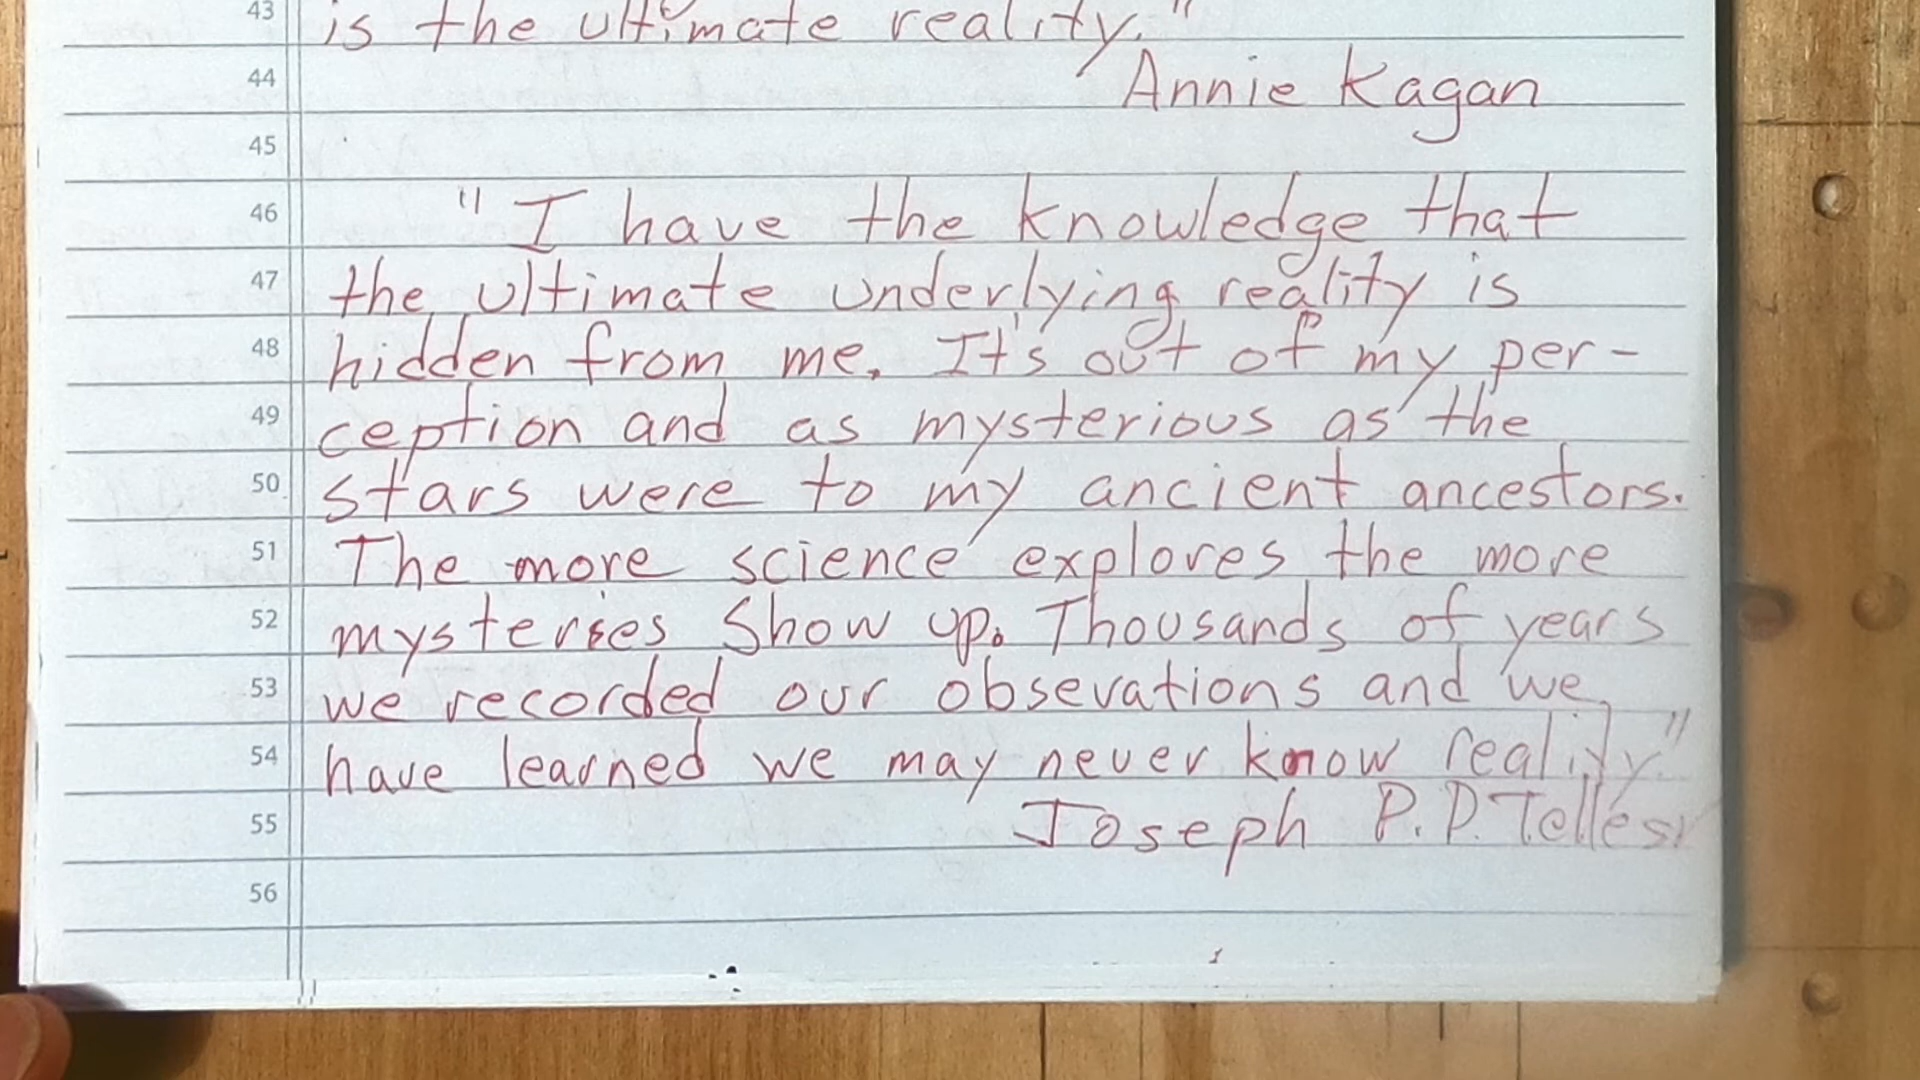 43 is the ultimate reality."
44 Annie Kagan
45
46 "I have the knowledge that
47 the ultimate underlying reality is
48 hidden from me. It's out of my per-
49 ception and as mysterious as the
50 stars were to my ancient ancestors.
51 The more science explores the more
52 mysteries show up. Thousands of years
53 we recorded our obsevations and we
54 have learned we may never know reality"
55 Joseph P.P. Telles
56